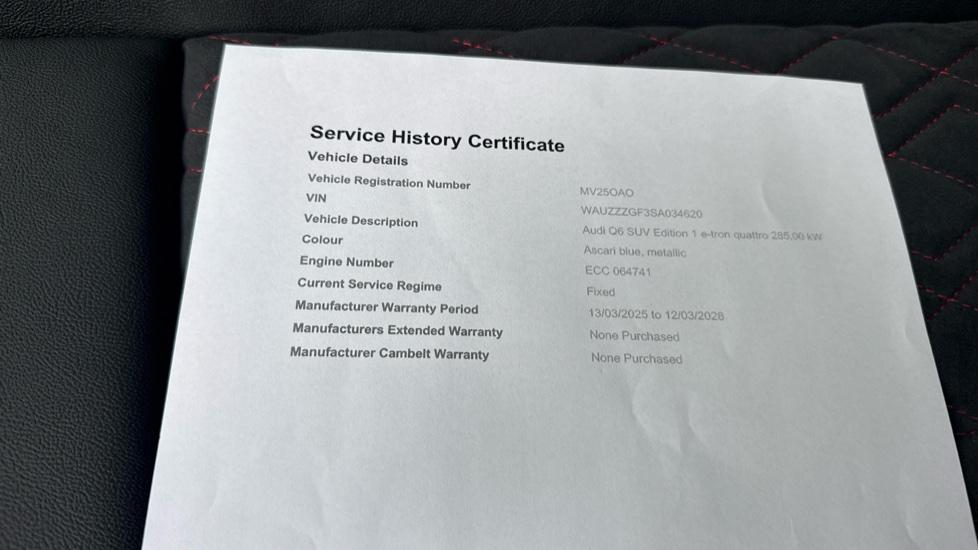 Service History Certificate
Vehicle Details
Vehicle Registration Number MV25OAO
VIN WAUZZZGF3SA034620
Vehicle Description Audi Q6 SUV Edition 1 e-tron quattro 285,00 kW
Colour Ascari blue, metallic
Engine Number ECC 064741
Current Service Regime Fixed
Manufacturer Warranty Period 13/03/2025 to 12/03/2028
Manufacturers Extended Warranty None Purchased
Manufacturer Cambelt Warranty None Purchased